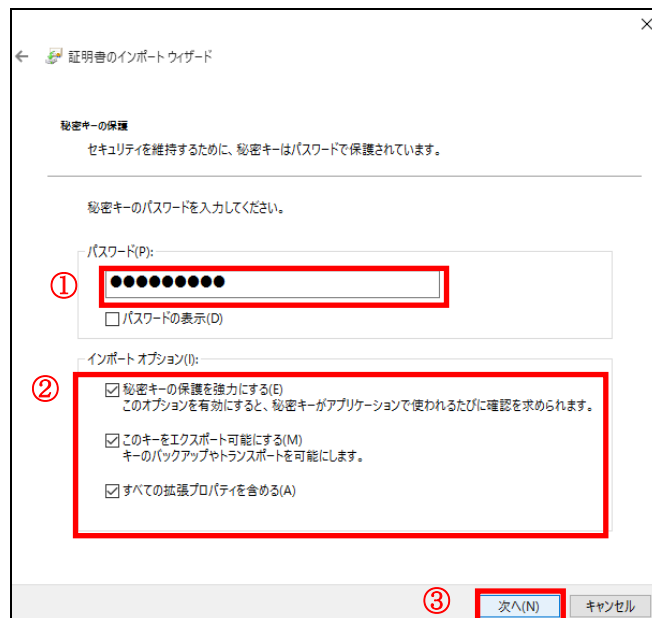 証明書のインポート ウィザード
秘密キーの保護
セキュリティを維持するために、秘密キーはパスワードで保護されています。
秘密キーのパスワードを入力してください。
パスワード(P):
①
●●●●●●●●●
パスワードの表示(D)
インポート オプション(I):
②
秘密キーの保護を強力にする(E)
このオプションを有効にすると、秘密キーがアプリケーションで使われるたびに確認を求められます。
このキーをエクスポート可能にする(M)
キーのバックアップやトランスポートを可能にします。
すべての拡張プロパティを含める(A)
③
次へ(N)
キャンセル